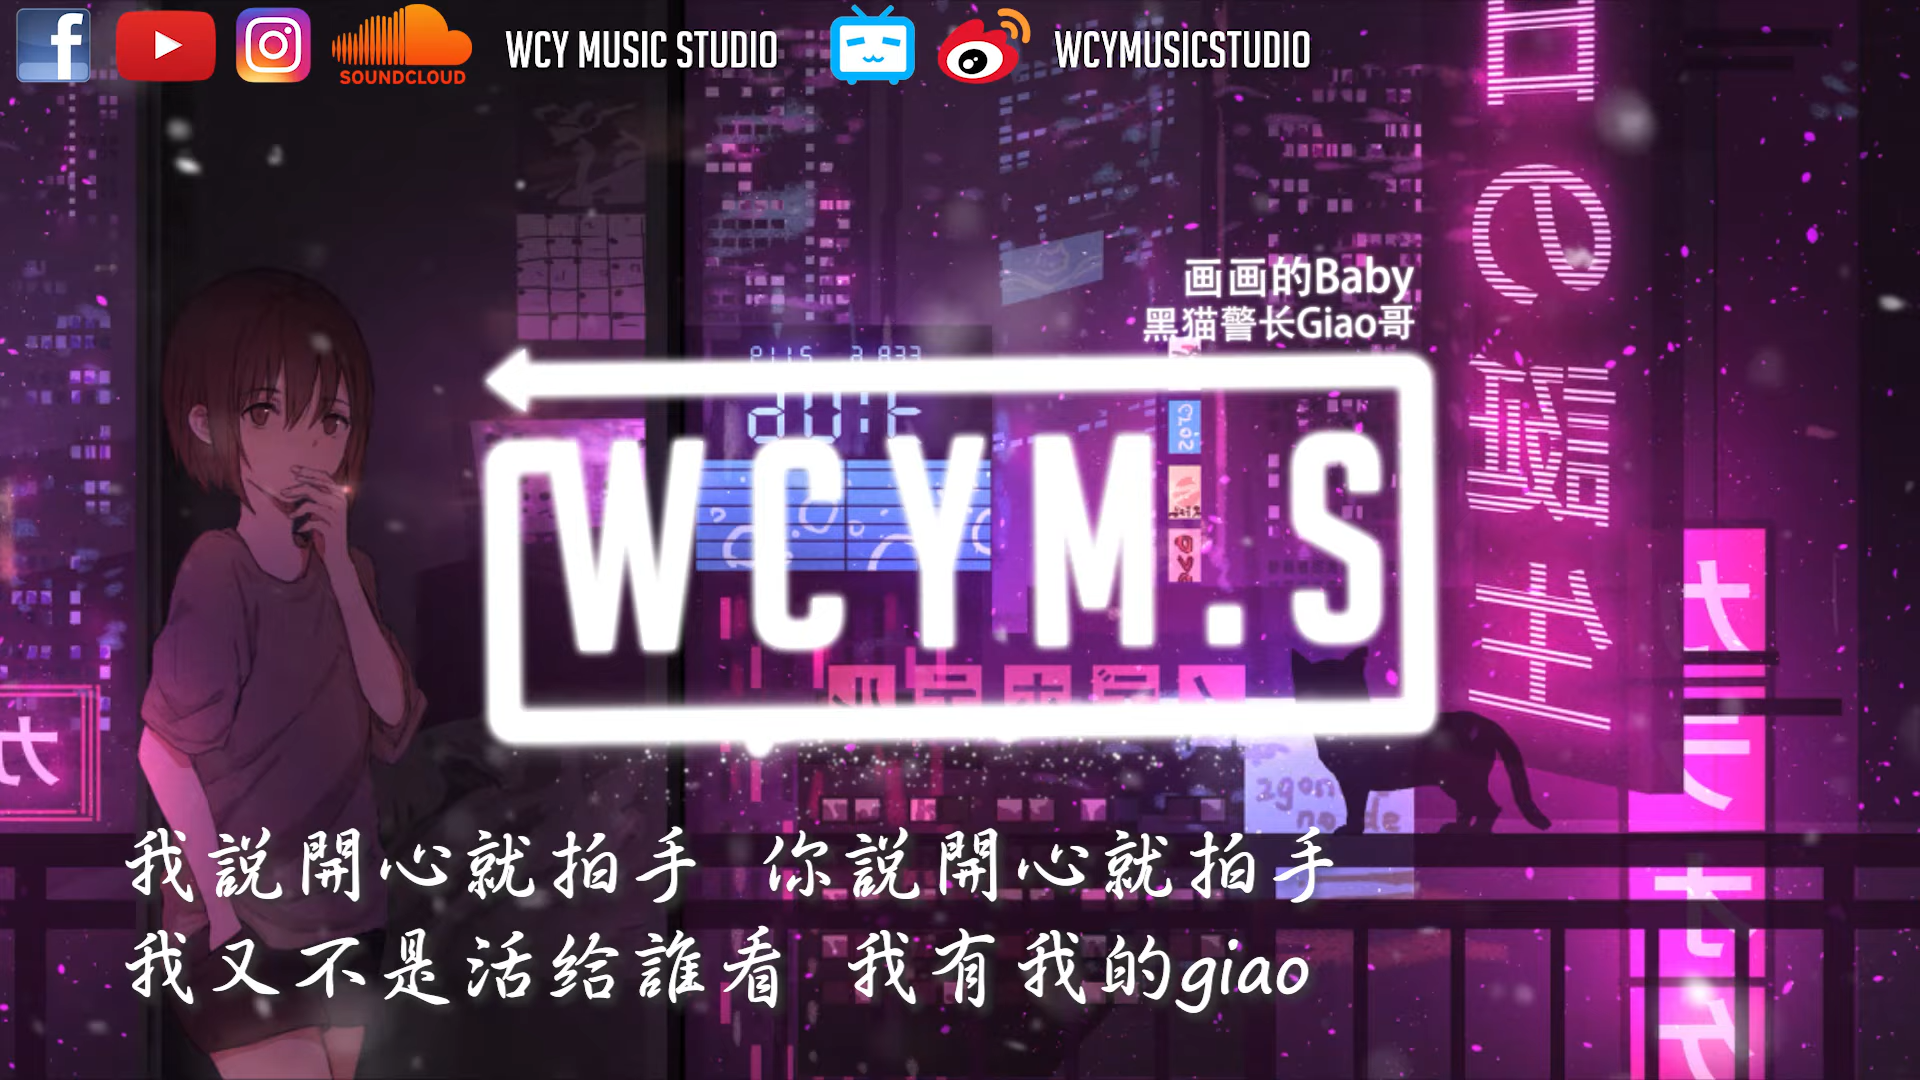 SOUNDCLOUD
WCY MUSIC STUDIO
WCYMUSICSTUDIO
画画的Baby
黑猫警长Giao哥
WCYM.S
我說開心就拍手 你說開心就拍手
我又不是活给誰看 我有我的giao